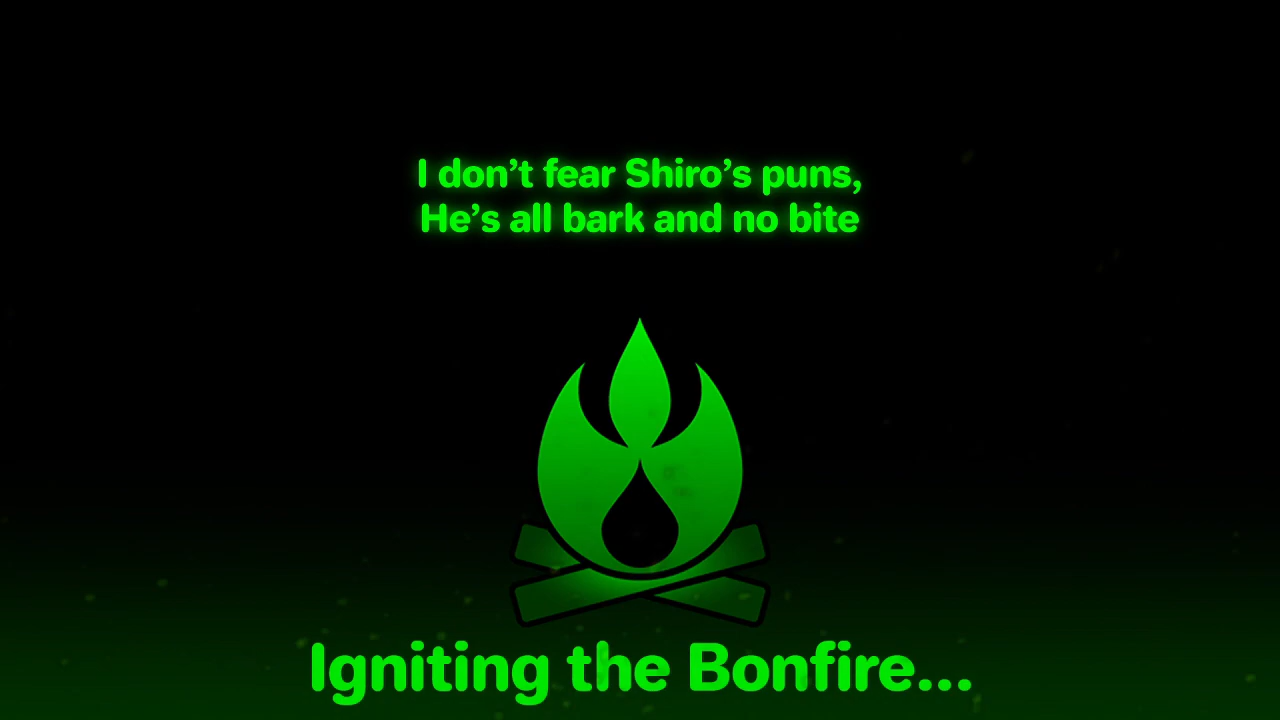 I don’t fear Shiro’s puns,
He’s all bark and no bite
Igniting the Bonfire...